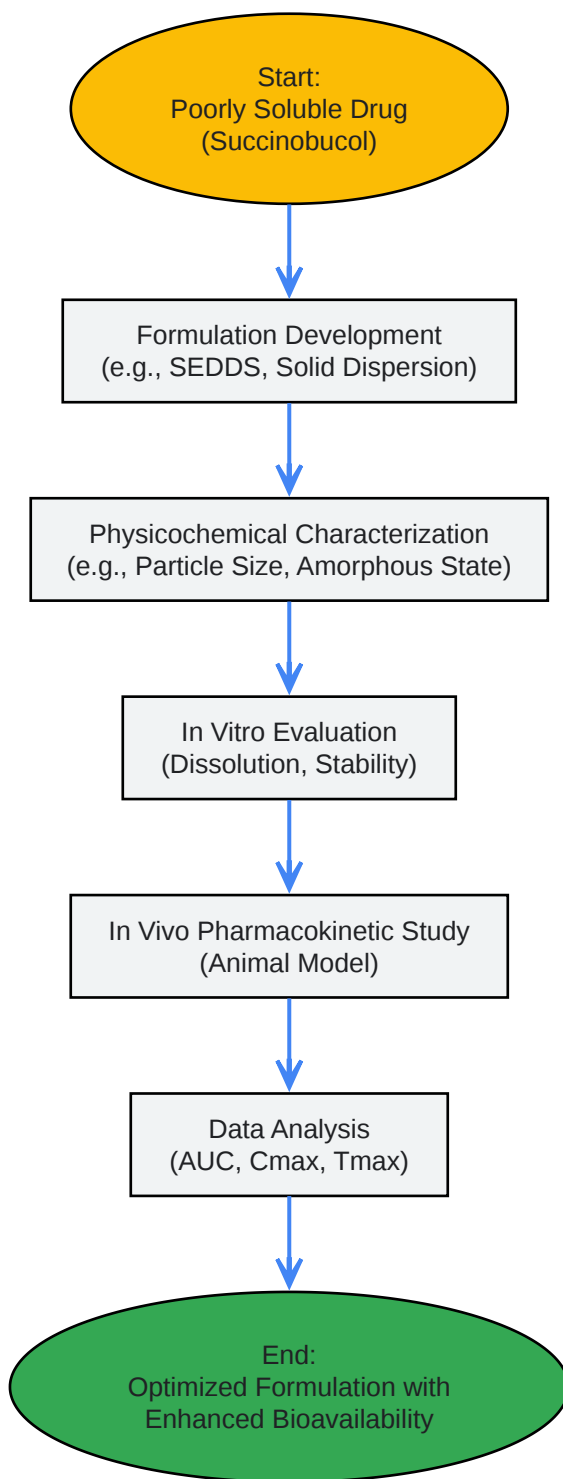 Start:
Poorly Soluble Drug
(Succinobucol)
Formulation Development
(e.g., SEDDS, Solid Dispersion)
Physicochemical Characterization
(e.g., Particle Size, Amorphous State)
In Vitro Evaluation
(Dissolution, Stability)
In Vivo Pharmacokinetic Study
(Animal Model)
Data Analysis
(AUC, Cmax, Tmax)
End:
Optimized Formulation with
Enhanced Bioavailability